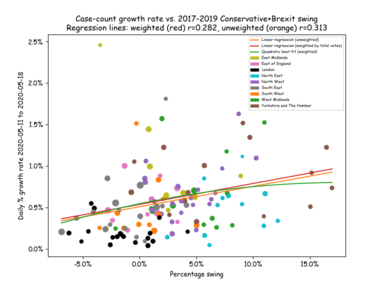 Case-count growth rate vs. 2017-2019 Conservative+Brexit swing
Regression lines: weighted (red) r=0.282, unweighted (orange) r=0.313
Linear regression (unweighted)
Linear regression (weighted by total votes)
Quadratic best fit (weighted)
East Midlands
East of England
London
North East
North West
South East
South West
West Midlands
Yorkshire and The Humber
Daily % growth rate 2020-05-11 to 2020-05-18
2.5%
2.0%
1.5%
1.0%
0.5%
0.0%
-5.0%
0.0%
5.0%
10.0%
15.0%
Percentage swing